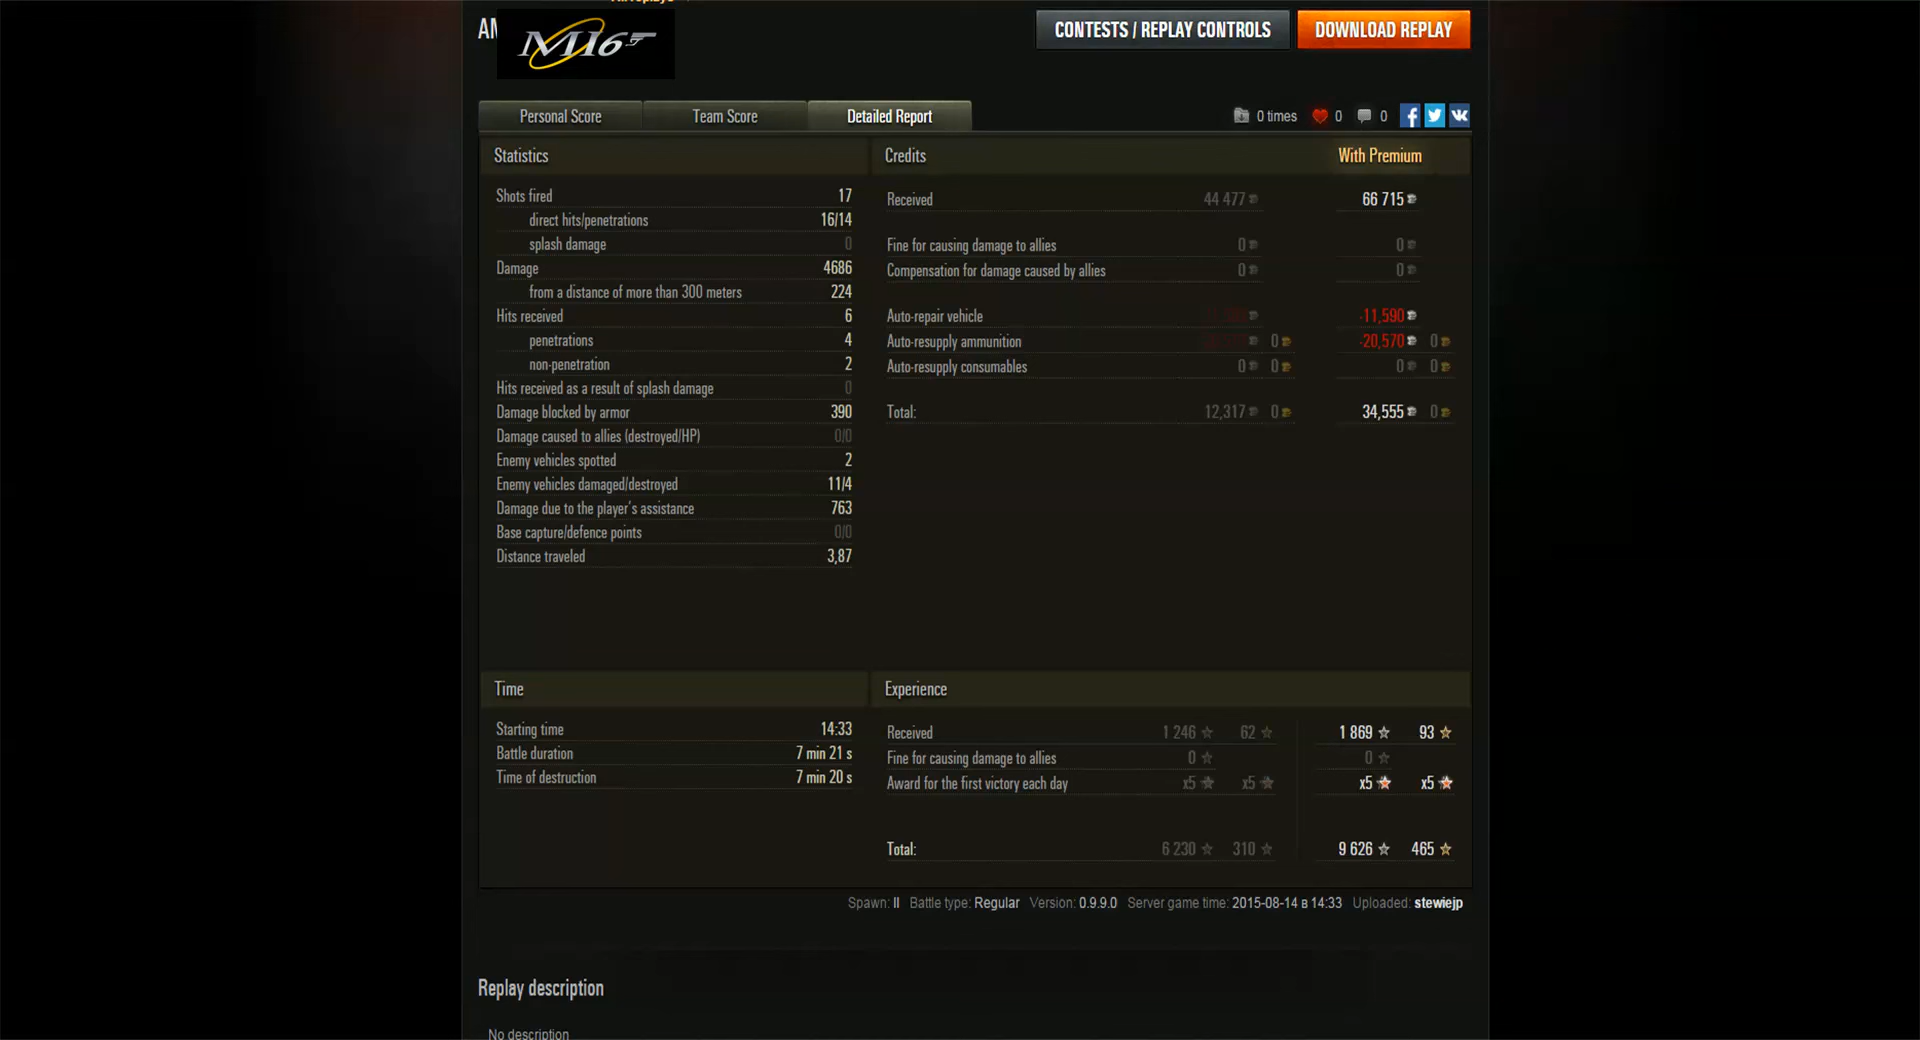 AM
MI6
CONTESTS / REPLAY CONTROLS
DOWNLOAD REPLAY
Personal Score
Team Score
Detailed Report
0 times
0
0
Statistics
Shots fired 17
direct hits/penetrations 16/14
splash damage 0
Damage 4686
from a distance of more than 300 meters 224
Hits received 6
penetrations 4
non-penetration 2
Hits received as a result of splash damage 0
Damage blocked by armor 390
Damage caused to allies (destroyed/HP) 0/0
Enemy vehicles spotted 2
Enemy vehicles damaged/destroyed 11/4
Damage due to the player's assistance 763
Base capture/defence points 0/0
Distance traveled 3,87
Credits With Premium
Received 44 477 66 715
Fine for causing damage to allies 0 0
Compensation for damage caused by allies 0 0
Auto-repair vehicle -11,590
Auto-resupply ammunition 0 -20,570 0
Auto-resupply consumables 0 0 0 0
Total: 12,317 0 34,555 0
Time
Starting time 14:33
Battle duration 7 min 21 s
Time of destruction 7 min 20 s
Experience
Received 1 246 62 1 869 93
Fine for causing damage to allies 0 0
Award for the first victory each day x5 x5 x5 x5
Total: 6 230 310 9 626 465
Spawn: II Battle type: Regular Version: 0.9.9.0 Server game time: 2015-08-14 в 14:33 Uploaded: stewiejp
Replay description
No description